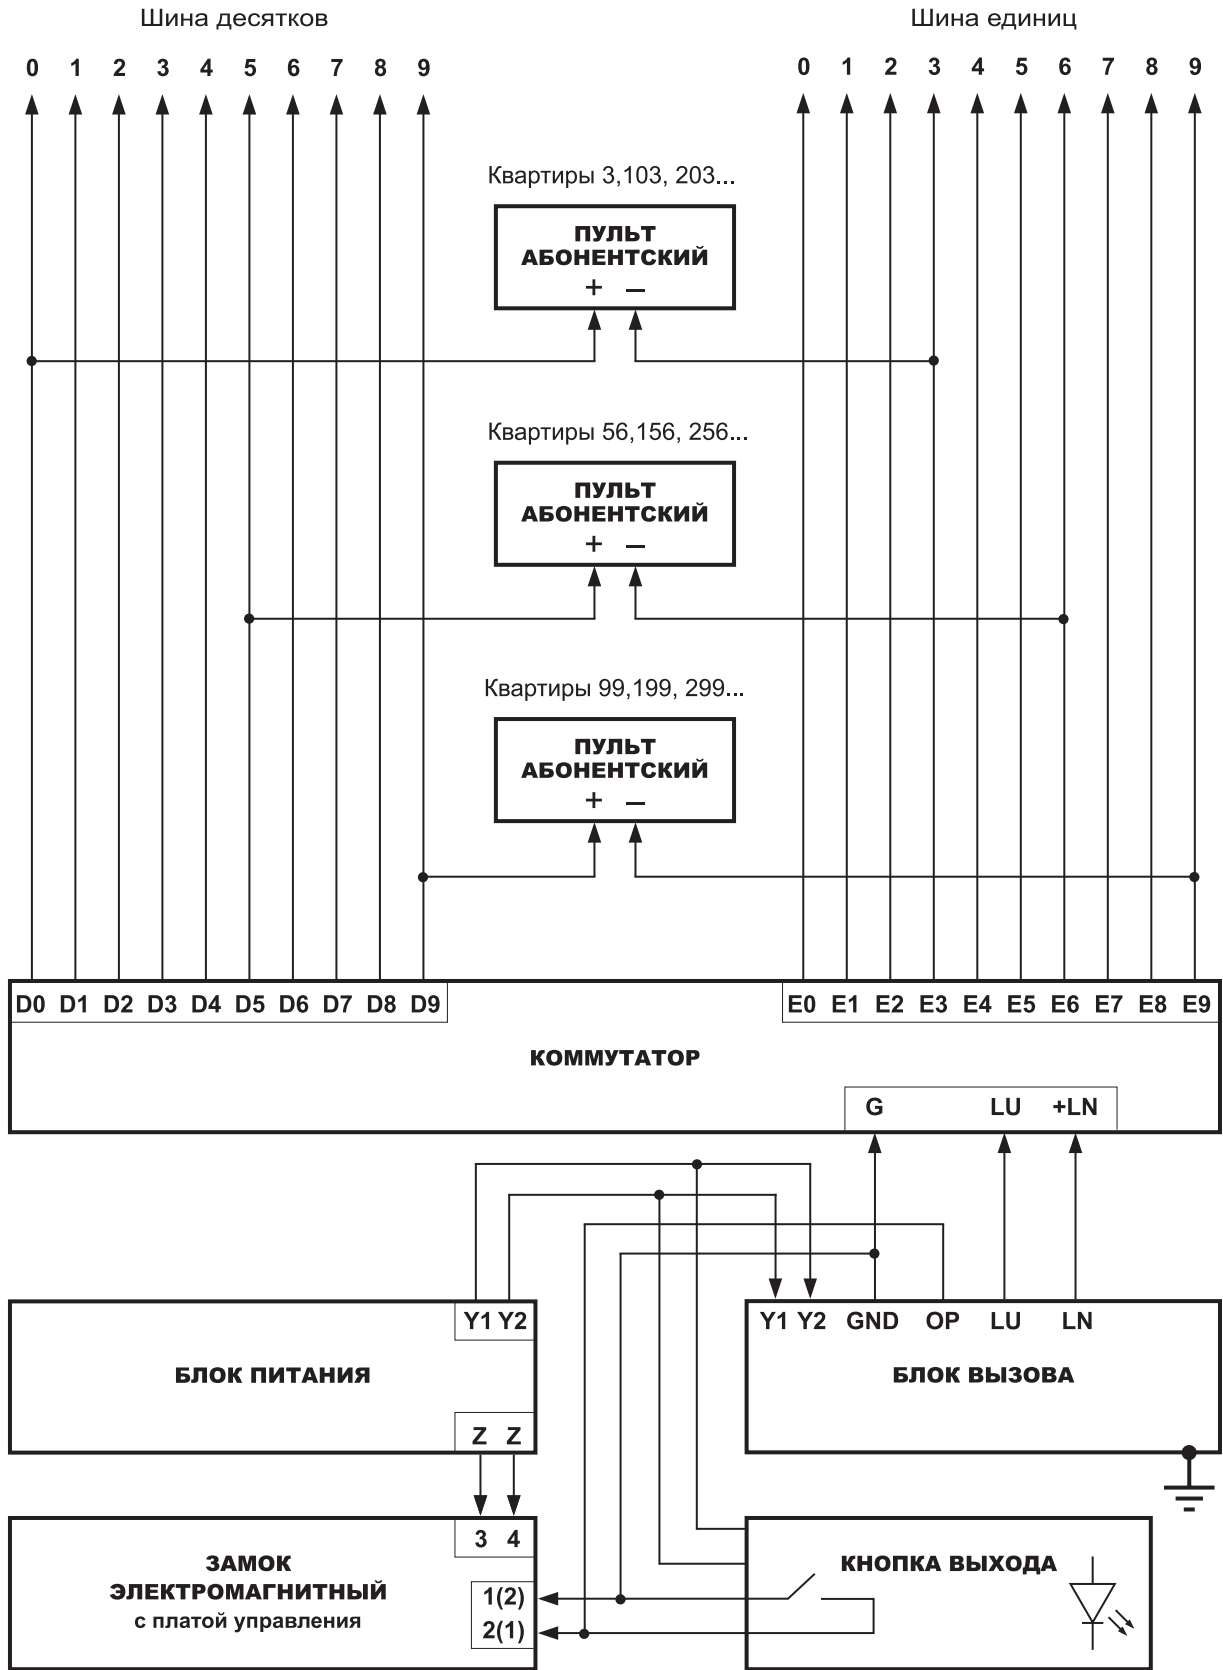 Шина десятков
Шина единиц
0 1 2 3 4 5 6 7 8 9
0 1 2 3 4 5 6 7 8 9
Квартиры 3,103, 203...
ПУЛЬТ
АБОНЕНТСКИЙ
+ –
Квартиры 56,156, 256...
ПУЛЬТ
АБОНЕНТСКИЙ
+ –
Квартиры 99,199, 299...
ПУЛЬТ
АБОНЕНТСКИЙ
+ –
D0 D1 D2 D3 D4 D5 D6 D7 D8 D9
E0 E1 E2 E3 E4 E5 E6 E7 E8 E9
КОММУТАТОР
G LU +LN
Y1 Y2
БЛОК ПИТАНИЯ
Z Z
Y1 Y2 GND OP LU LN
БЛОК ВЫЗОВА
3 4
ЗАМОК
ЭЛЕКТРОМАГНИТНЫЙ
с платой управления
1(2)
2(1)
КНОПКА ВЫХОДА